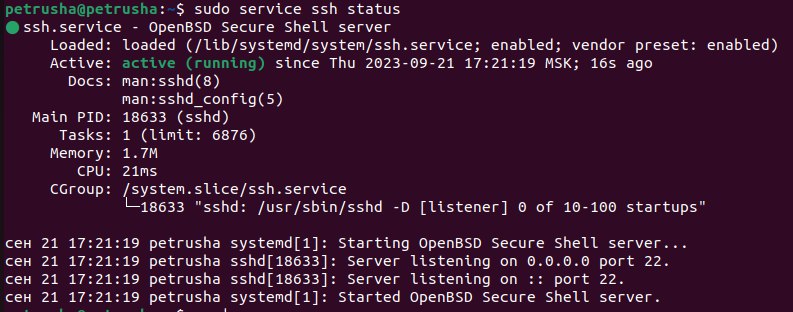 petrusha@petrusha:~$ sudo service ssh status
● ssh.service - OpenBSD Secure Shell server
     Loaded: loaded (/lib/systemd/system/ssh.service; enabled; vendor preset: enabled)
     Active: active (running) since Thu 2023-09-21 17:21:19 MSK; 16s ago
       Docs: man:sshd(8)
             man:sshd_config(5)
   Main PID: 18633 (sshd)
      Tasks: 1 (limit: 6876)
     Memory: 1.7M
        CPU: 21ms
     CGroup: /system.slice/ssh.service
             └─18633 "sshd: /usr/sbin/sshd -D [listener] 0 of 10-100 startups"

сен 21 17:21:19 petrusha systemd[1]: Starting OpenBSD Secure Shell server...
сен 21 17:21:19 petrusha sshd[18633]: Server listening on 0.0.0.0 port 22.
сен 21 17:21:19 petrusha sshd[18633]: Server listening on :: port 22.
сен 21 17:21:19 petrusha systemd[1]: Started OpenBSD Secure Shell server.